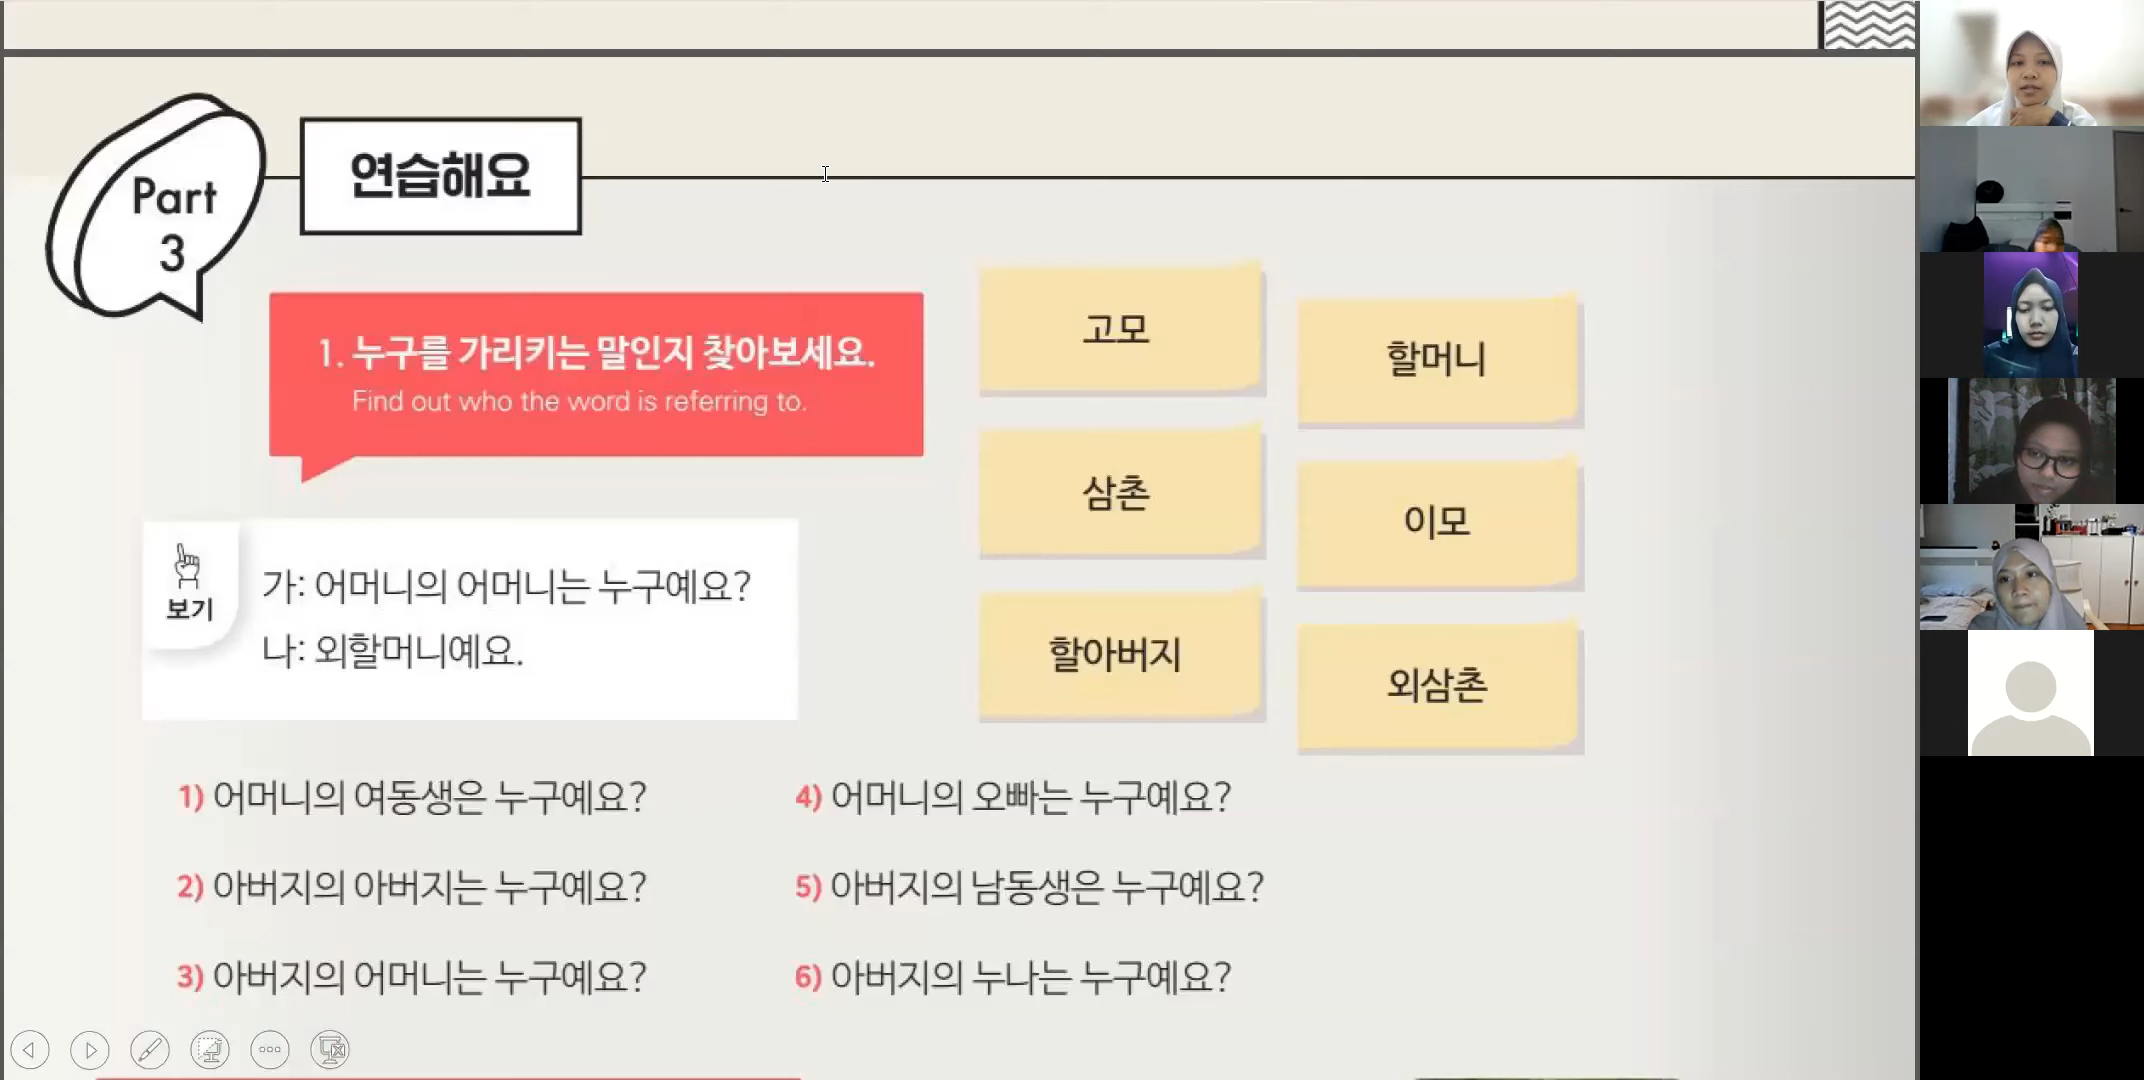 Part
3
연습해요
1. 누구를 가리키는 말인지 찾아보세요.
Find out who the word is referring to.
보기
가: 어머니의 어머니는 누구예요?
나: 외할머니예요.
고모
할머니
삼촌
이모
할아버지
외삼촌
1) 어머니의 여동생은 누구예요?
2) 아버지의 아버지는 누구예요?
3) 아버지의 어머니는 누구예요?
4) 어머니의 오빠는 누구예요?
5) 아버지의 남동생은 누구예요?
6) 아버지의 누나는 누구예요?